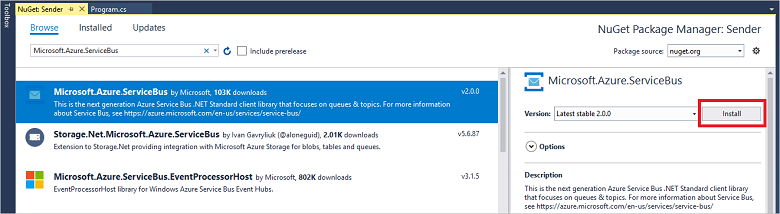 Toolbox
NuGet: Sender Program.cs
Browse Installed Updates
NuGet Package Manager: Sender
Microsoft.Azure.ServiceBus
Include prerelease
Package source: nuget.org
Microsoft.Azure.ServiceBus by Microsoft, 103K downloads v2.0.0
This is the next generation Azure Service Bus .NET Standard client library that focuses on queues & topics. For more information
about Service Bus, see https://azure.microsoft.com/en-us/services/service-bus/
Storage.Net.Microsoft.Azure.ServiceBus by Ivan Gavryliuk (@aloneguid), 2.01K downloads v5.6.87
Extension to Storage.Net providing integration with Microsoft Azure Storage for blobs, tables and queues.
Microsoft.Azure.ServiceBus.EventProcessorHost by Microsoft, 802K downloads v3.1.5
EventProcessorHost library for Windows Azure Service Bus Event Hubs.
Microsoft.Azure.ServiceBus
Version: Latest stable 2.0.0 Install
Options
Description
This is the next generation Azure Service Bus .NET Standard client
library that focuses on queues & topics. For more information about Service Bus,
see https://azure.microsoft.com/en-us/services/service-bus/